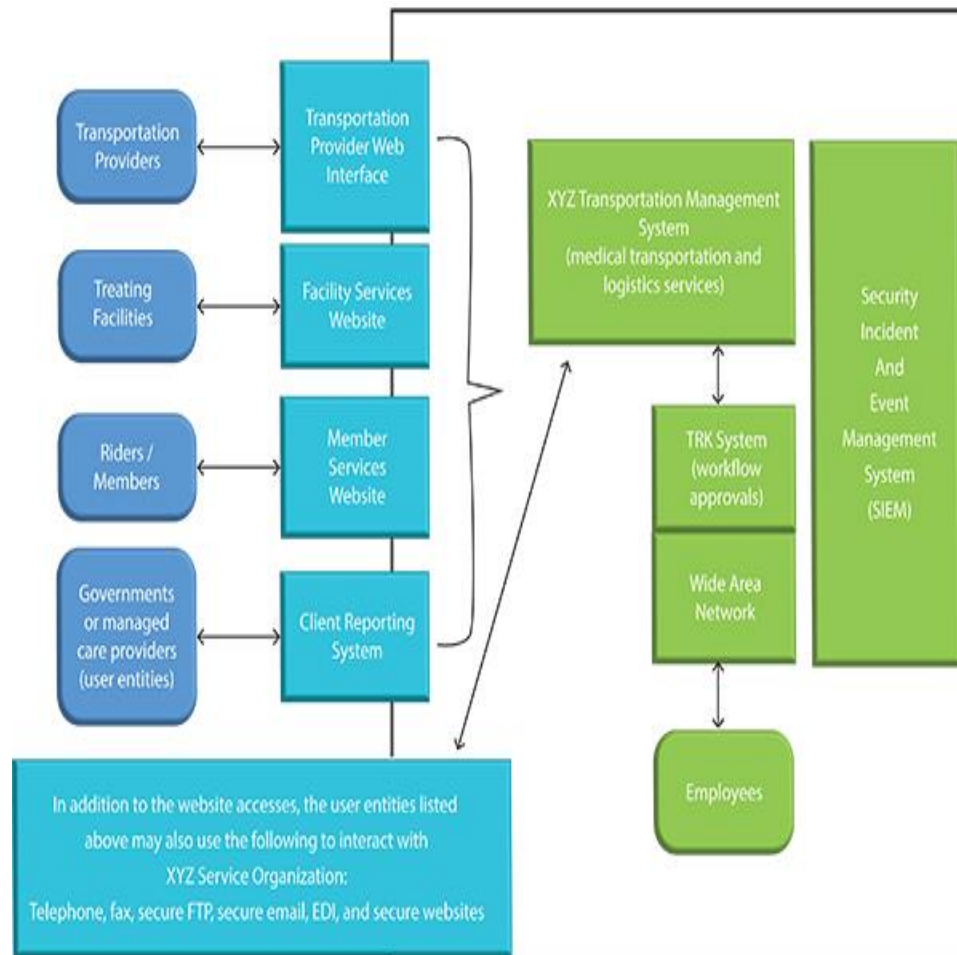 Transportation
Providers
Transportation
Provider Web
Interface
Treating
Facilities
Facility Services
Website
Riders /
Members
Member
Services
Website
Governments
or managed
care providers
(user entities)
Client Reporting
System
In addition to the website accesses, the user entities listed
above may also use the following to interact with
XYZ Service Organization:
Telephone, fax, secure FTP, secure email, EDI, and secure websites
XYZ Transportation Management
System
(medical transportation and
logistics services)
TRK System
(workflow
approvals)
Wide Area
Network
Employees
Security
Incident
And
Event
Management
System
(SIEM)